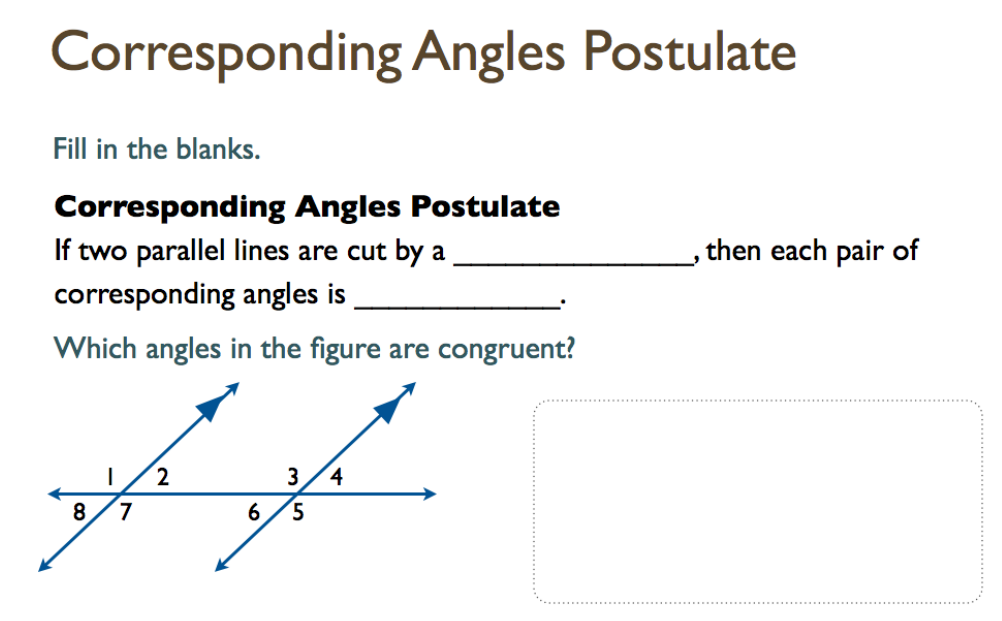 Corresponding Angles Postulate
Fill in the blanks.
Corresponding Angles Postulate
If two parallel lines are cut by a _______________, then each pair of
corresponding angles is _____________.
Which angles in the figure are congruent?
1 2 3 4
8 7 6 5